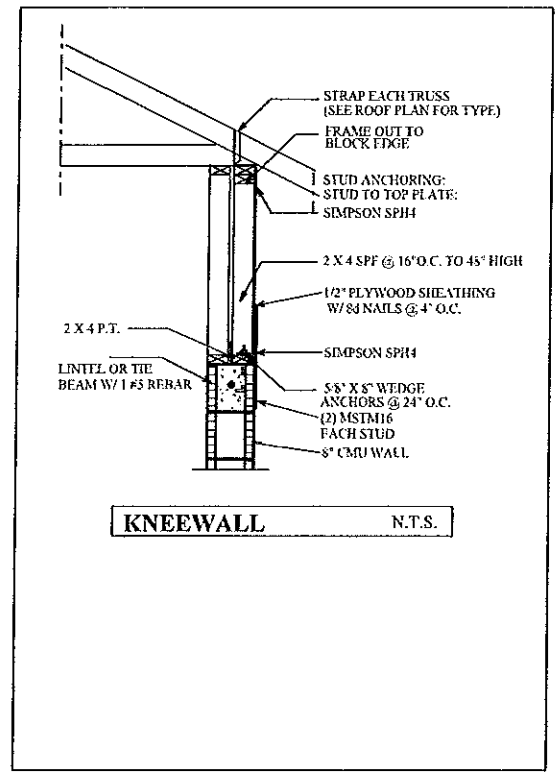 STRAP EACH TRUSS
(SEE ROOF PLAN FOR TYPE)
FRAME OUT TO
BLOCK EDGE
STUD ANCHORING:
STUD TO TOP PLATE:
SIMPSON SPH4
2 X 4 SPF @ 16" O.C. TO 48" HIGH
1/2" PLYWOOD SHEATHING
W/ 8d NAILS @ 4" O.C.
2 X 4 P.T.
SIMPSON SPH4
LINTEL OR TIE
BEAM W/ 1 #5 REBAR
5/8" X 8" WEDGE
ANCHORS @ 24" O.C.
(2) MSTM16
EACH STUD
8" CMU WALL
KNEEWALL N.T.S.